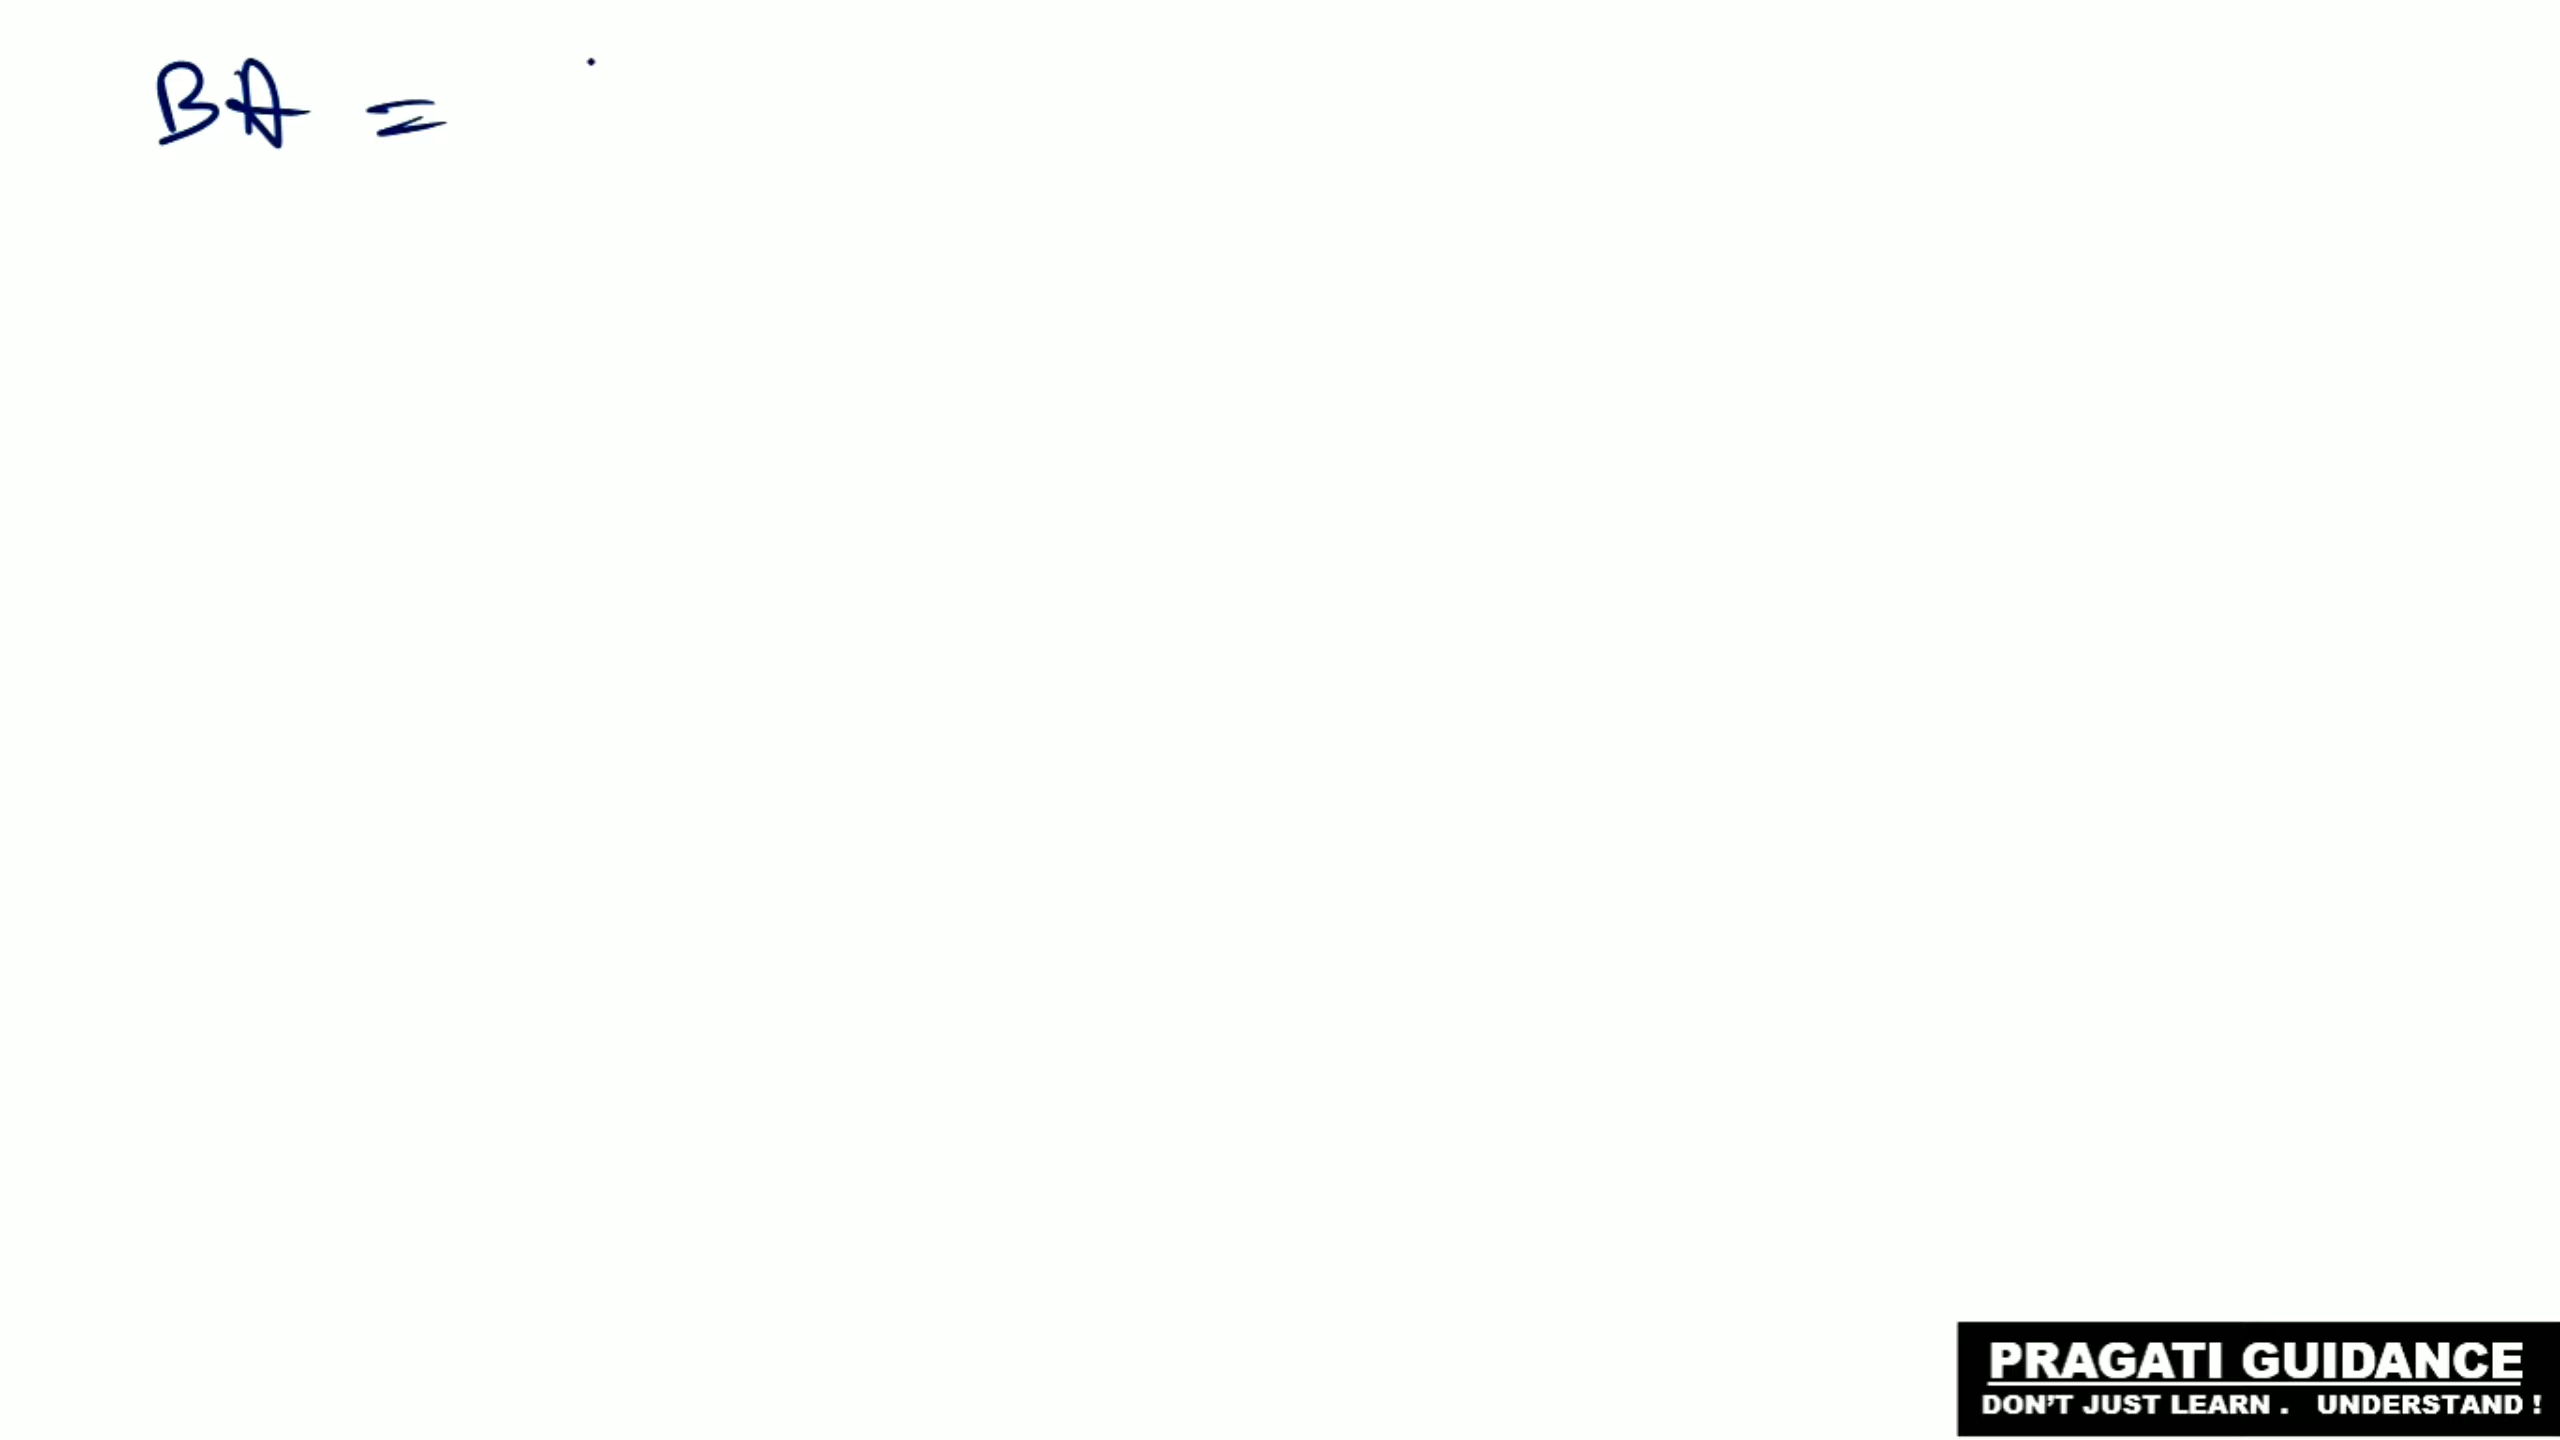 BA =
PRAGATI GUIDANCE
DON'T JUST LEARN . UNDERSTAND !